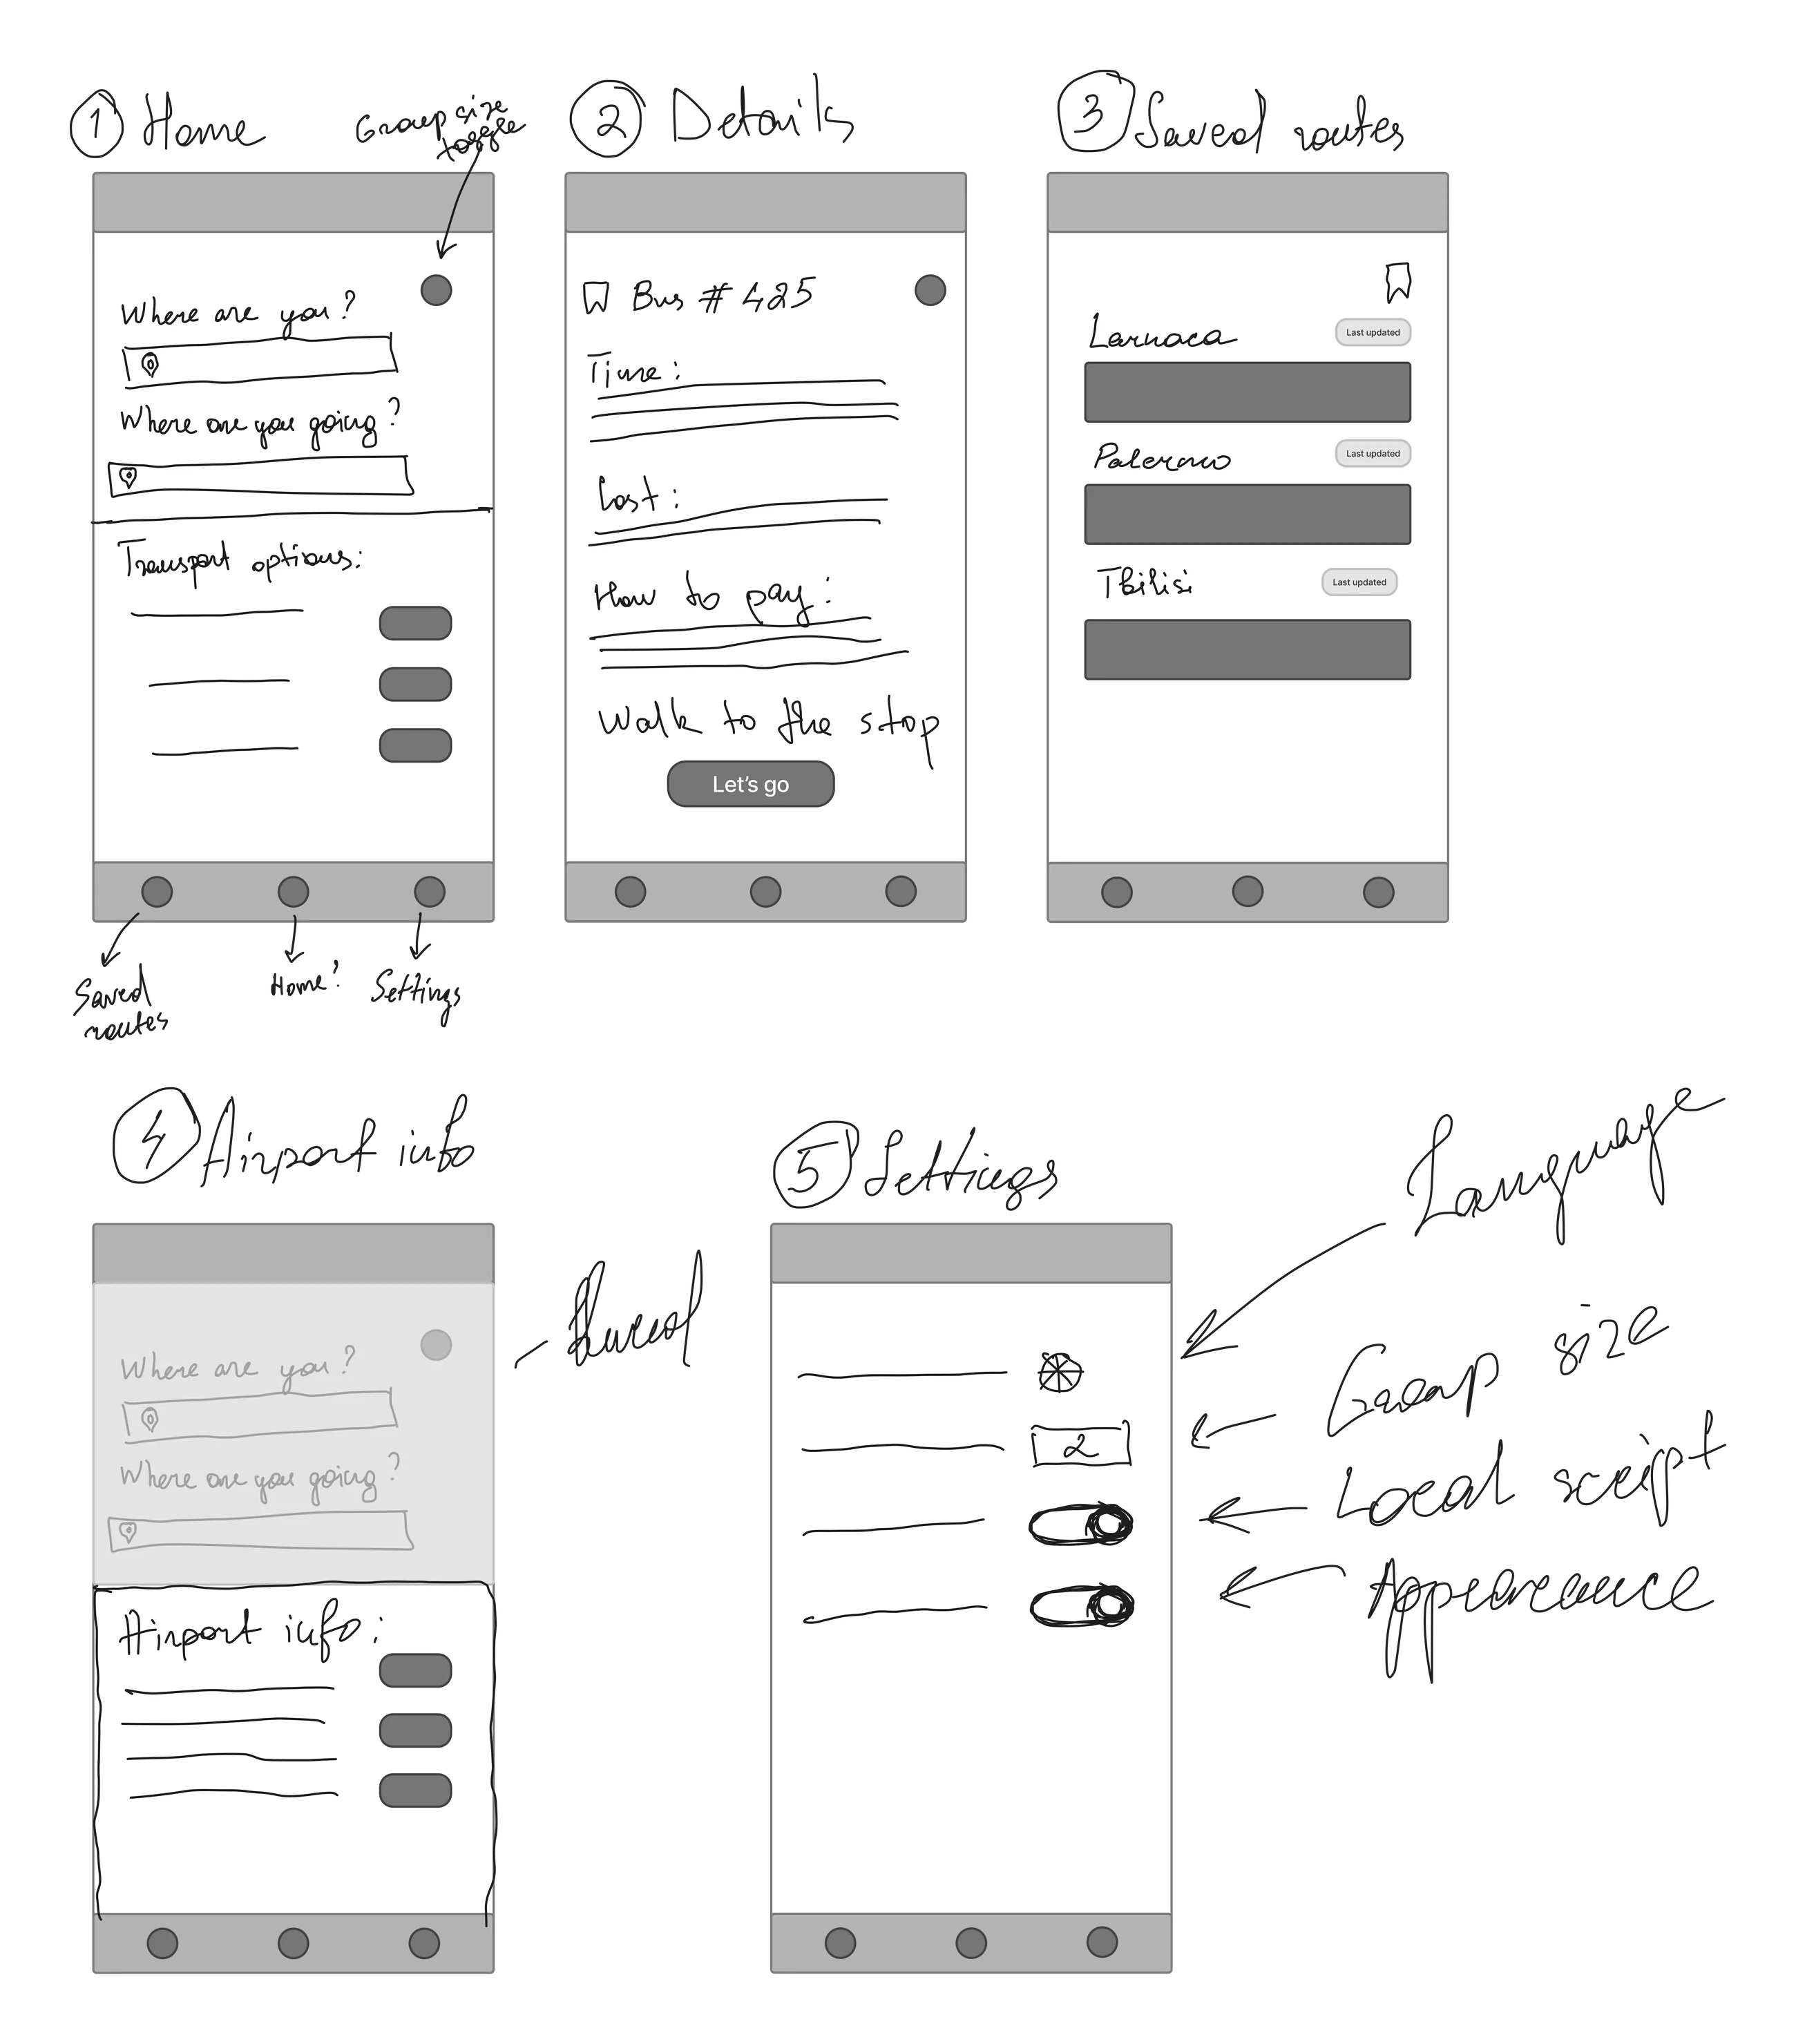 1 Home
Group size
toggle
Where are you?
Where are you going?
Transport options:
Saved
routes
Home?
Settings
2 Details
Bus # 425
Time:
Cost:
How to pay:
Walk to the stop
Let's go
3 Saved routes
Larnaca
Last updated
Palermo
Last updated
Tbilisi
Last updated
4 Airport info
Where are you?
Where are you going?
Airport info:
5 Settings
2
Language
Group size
Local script
Appearence